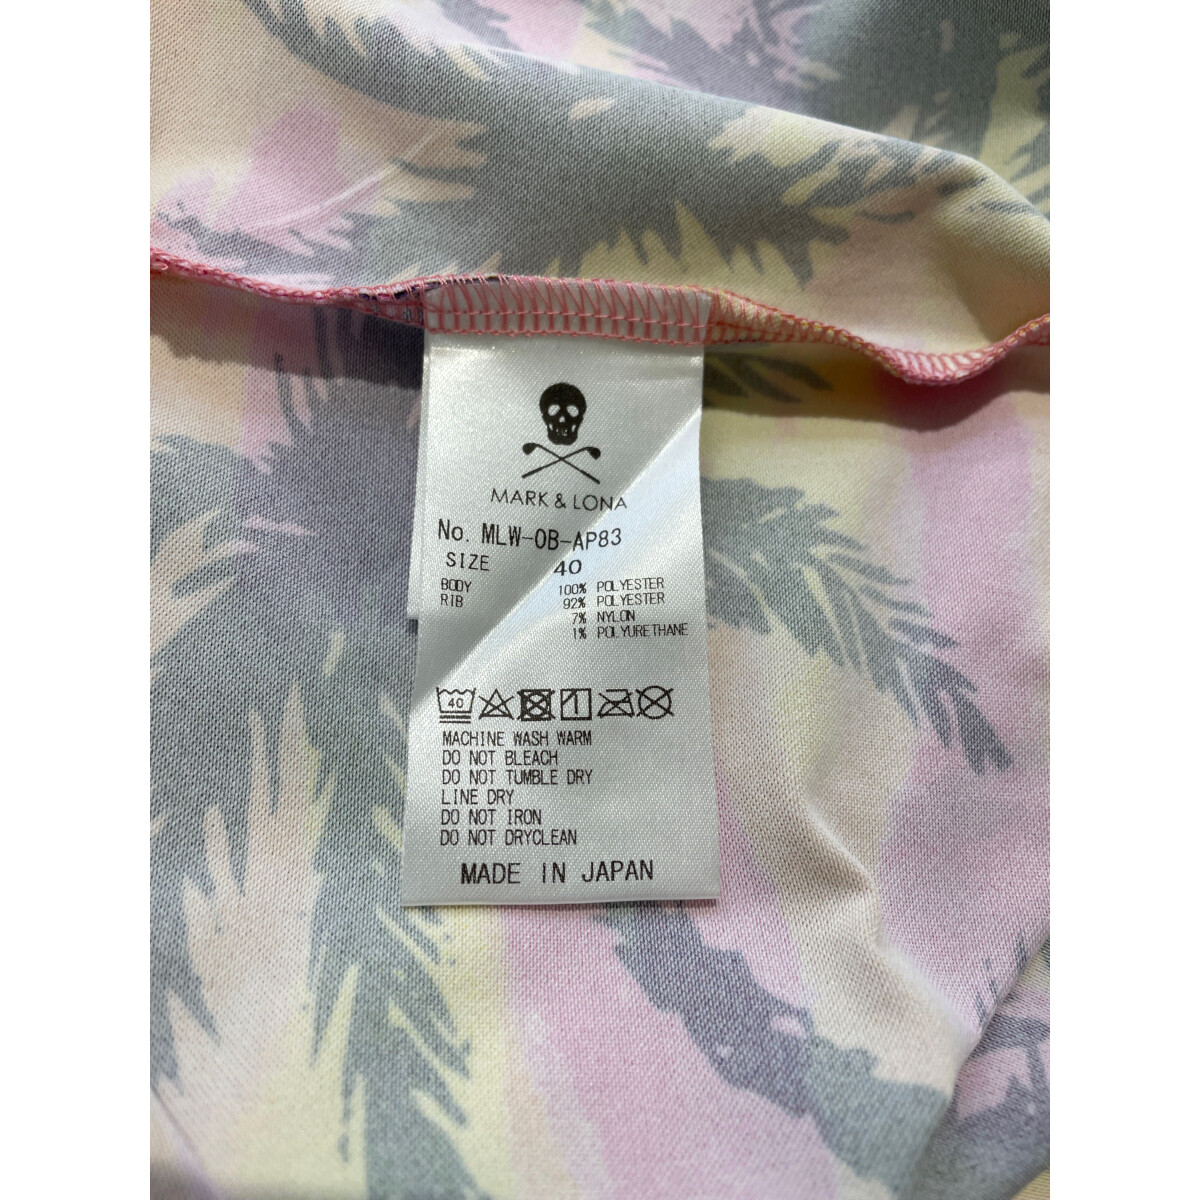 MARK & LONA
No. MLW-0B-AP83
SIZE 40
BODY 100% POLYESTER
RIB 92% POLYESTER
7% NYLON
1% POLYURETHANE
40
MACHINE WASH WARM
DO NOT BLEACH
DO NOT TUMBLE DRY
LINE DRY
DO NOT IRON
DO NOT DRYCLEAN
MADE IN JAPAN